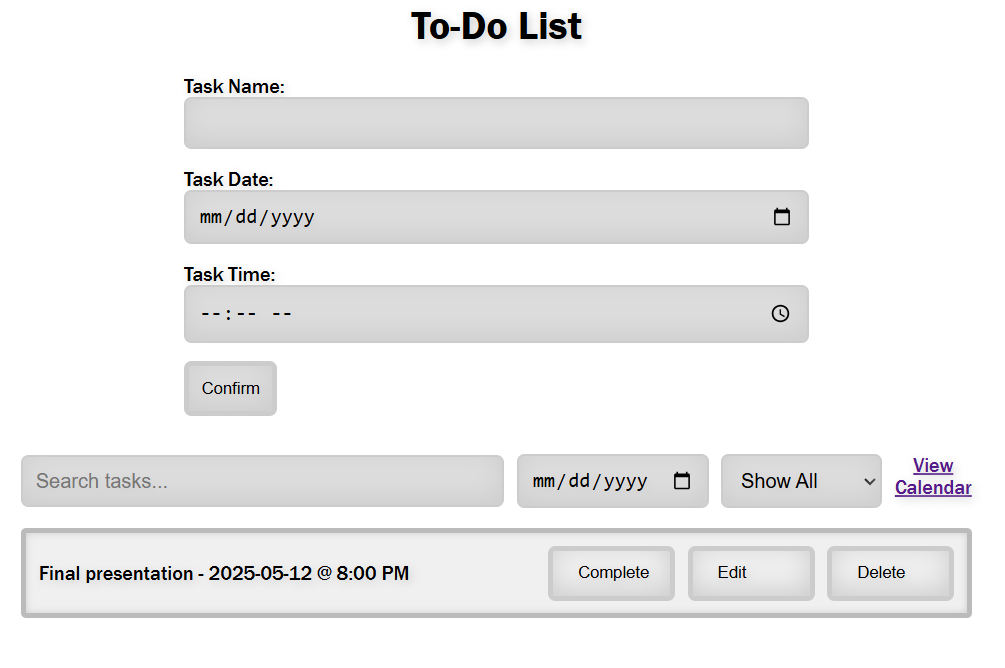 To-Do List
Task Name:
Task Date:
mm/dd/yyyy
Task Time:
--:-- --
Confirm
Search tasks...
mm/dd/yyyy
Show All
View
Calendar
Final presentation - 2025-05-12 @ 8:00 PM
Complete
Edit
Delete